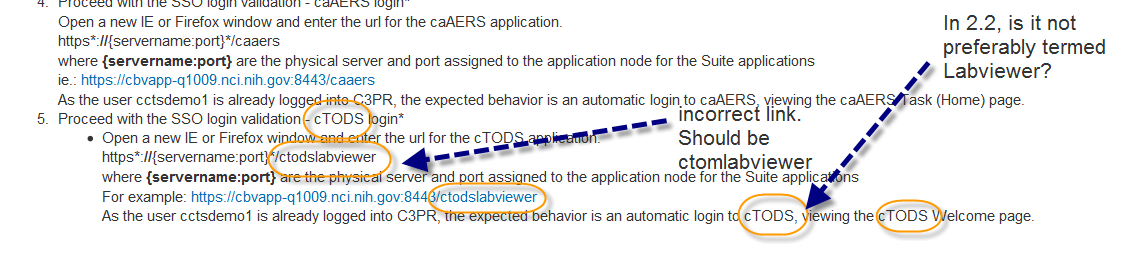 4. Proceed with the SSO login validation - caAERS login*
Open a new IE or Firefox window and enter the url for the caAERS application.
https*://{servername:port}*/caaers
where {servername:port} are the physical server and port assigned to the application node for the Suite applications
ie.: https://cbvapp-q1009.nci.nih.gov:8443/caaers
As the user cctsdemo1 is already logged into C3PR, the expected behavior is an automatic login to caAERS, viewing the caAERS Task (Home) page.
5. Proceed with the SSO login validation - cTODS login*
• Open a new IE or Firefox window and enter the url for the cTODS application.
https*://{servername:port}*/ctodslabviewer
where {servername:port} are the physical server and port assigned to the application node for the Suite applications
For example: https://cbvapp-q1009.nci.nih.gov:8443/ctodslabviewer
As the user cctsdemo1 is already logged into C3PR, the expected behavior is an automatic login to cTODS, viewing the cTODS Welcome page.
In 2.2, is it not
preferably termed
Labviewer?
incorrect link.
Should be
ctomlabviewer